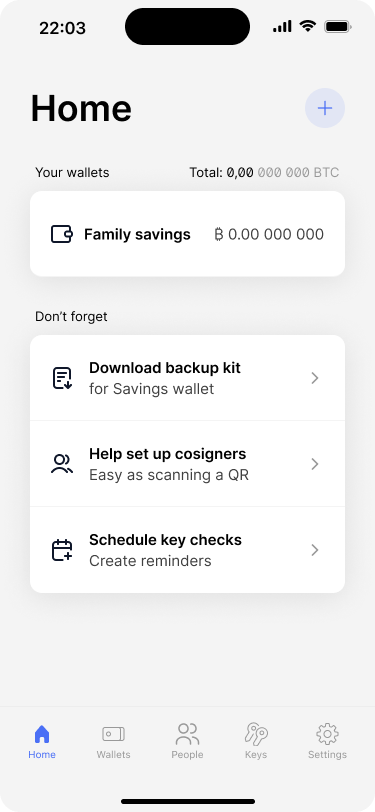 22:03
Home
Your wallets
Total: 0,00 000 000 BTC
Family savings
₿ 0.00 000 000
Don’t forget
Download backup kit
for Savings wallet
Help set up cosigners
Easy as scanning a QR
Schedule key checks
Create reminders
Home
Wallets
People
Keys
Settings